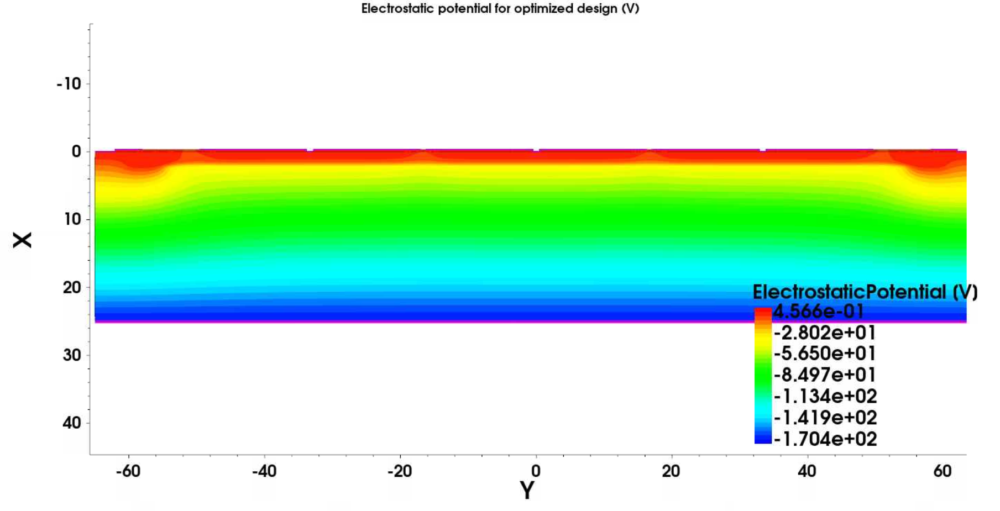 Electrostatic potential for optimized design (V)
-10
0
10
20
30
40
X
ElectrostaticPotential (V)
4.566e-01
-2.802e+01
-5.650e+01
-8.497e+01
-1.134e+02
-1.419e+02
-1.704e+02
-60 -40 -20 0 20 40 60
Y